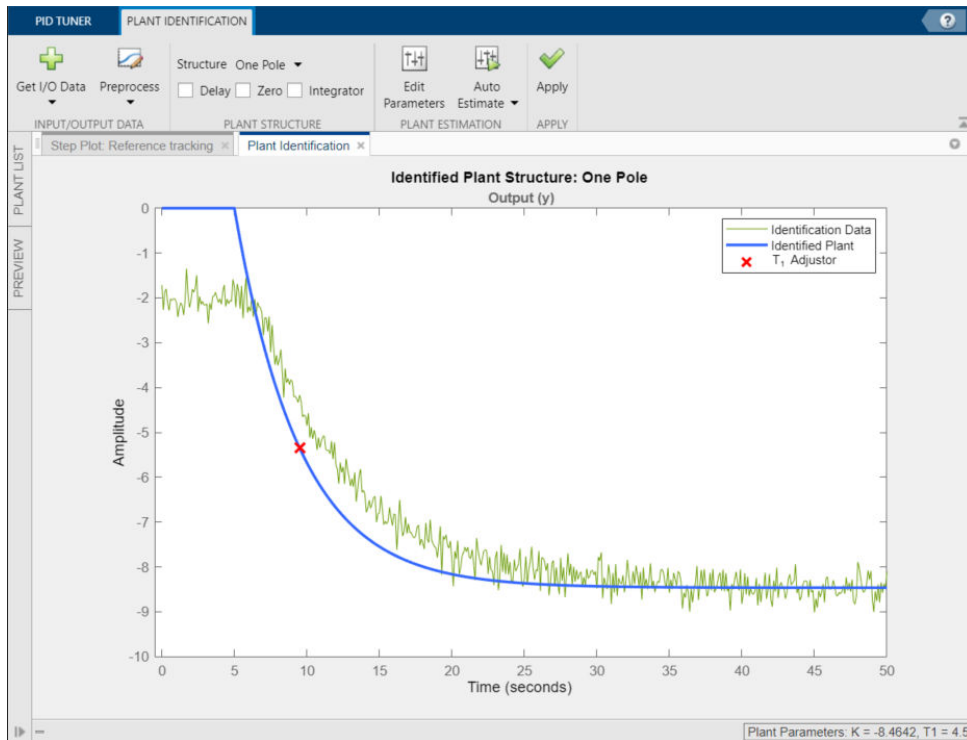 PID TUNER PLANT IDENTIFICATION
?
Get I/O Data Preprocess
Structure One Pole
Delay Zero Integrator
Edit Parameters
Auto Estimate
Apply
INPUT/OUTPUT DATA PLANT STRUCTURE PLANT ESTIMATION APPLY
PLANT LIST
PREVIEW
Step Plot: Reference tracking Plant Identification
Identified Plant Structure: One Pole
Output (y)
Identification Data
Identified Plant
T₁ Adjustor
Amplitude
0
-1
-2
-3
-4
-5
-6
-7
-8
-9
-10
0 5 10 15 20 25 30 35 40 45 50
Time (seconds)
Plant Parameters: K = -8.4642, T1 = 4.5